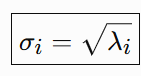 σᵢ = √λᵢ